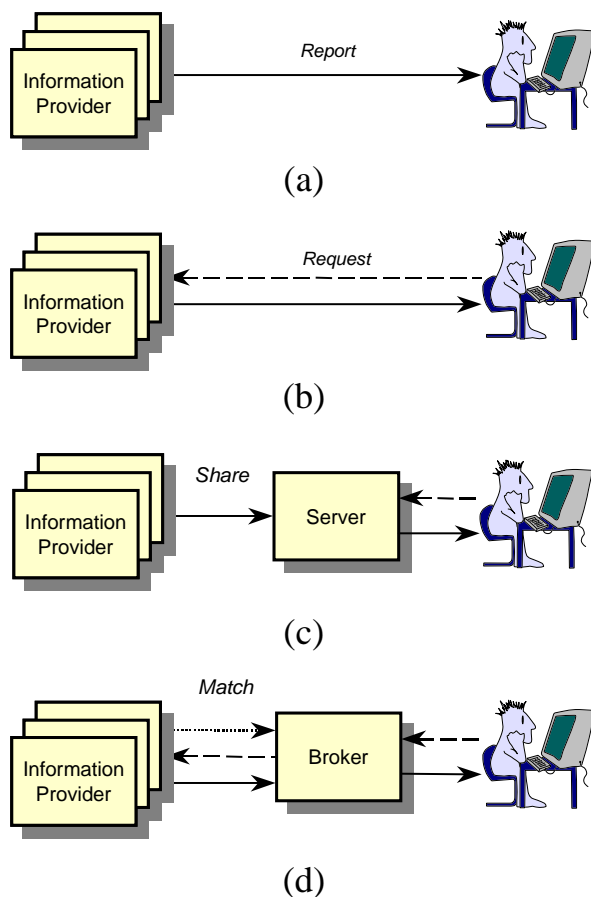 Report
Information
Provider
(a)
Request
Information
Provider
(b)
Share
Information
Provider
Server
(c)
Match
Information
Provider
Broker
(d)